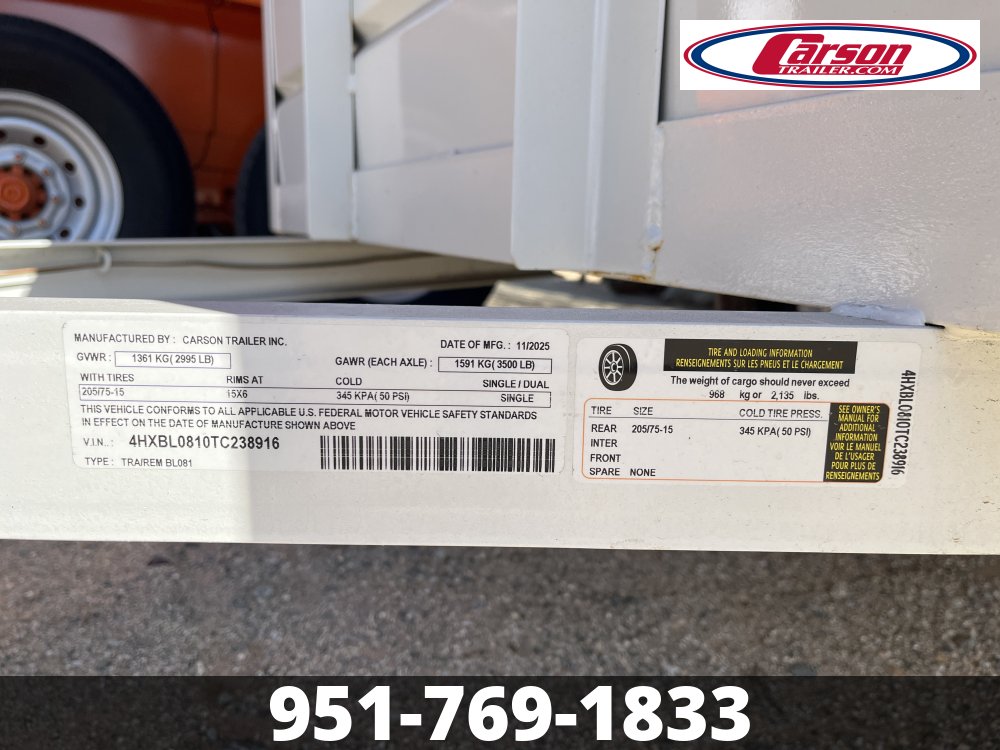 Carson
TRAILER.COM
MANUFACTURED BY : CARSON TRAILER INC.
DATE OF MFG. : 11/2025
GVWR : 1361 KG( 2995 LB)
GAWR (EACH AXLE) : 1591 KG( 3500 LB)
WITH TIRES RIMS AT COLD SINGLE / DUAL
205/75-15 15X6 345 KPA( 50 PSI) SINGLE
THIS VEHICLE CONFORMS TO ALL APPLICABLE U.S. FEDERAL MOTOR VEHICLE SAFETY STANDARDS
IN EFFECT ON THE DATE OF MANUFACTURE SHOWN ABOVE
V.I.N. : 4HXBL0810TC238916
TYPE : TRA/REM BL081
TIRE AND LOADING INFORMATION
RENSEIGNEMENTS SUR LES PNEUS ET LE CHARGEMENT
The weight of cargo should never exceed
968 kg or 2,135 lbs.
TIRE SIZE COLD TIRE PRESS.
REAR 205/75-15 345 KPA( 50 PSI)
INTER
FRONT
SPARE NONE
SEE OWNER'S
MANUAL FOR
ADDITIONAL
INFORMATION
VOIR LE MANUEL
DE L'USAGER
POUR PLUS DE
RENSEIGNEMENTS
4HXBL0810TC238916
951-769-1833